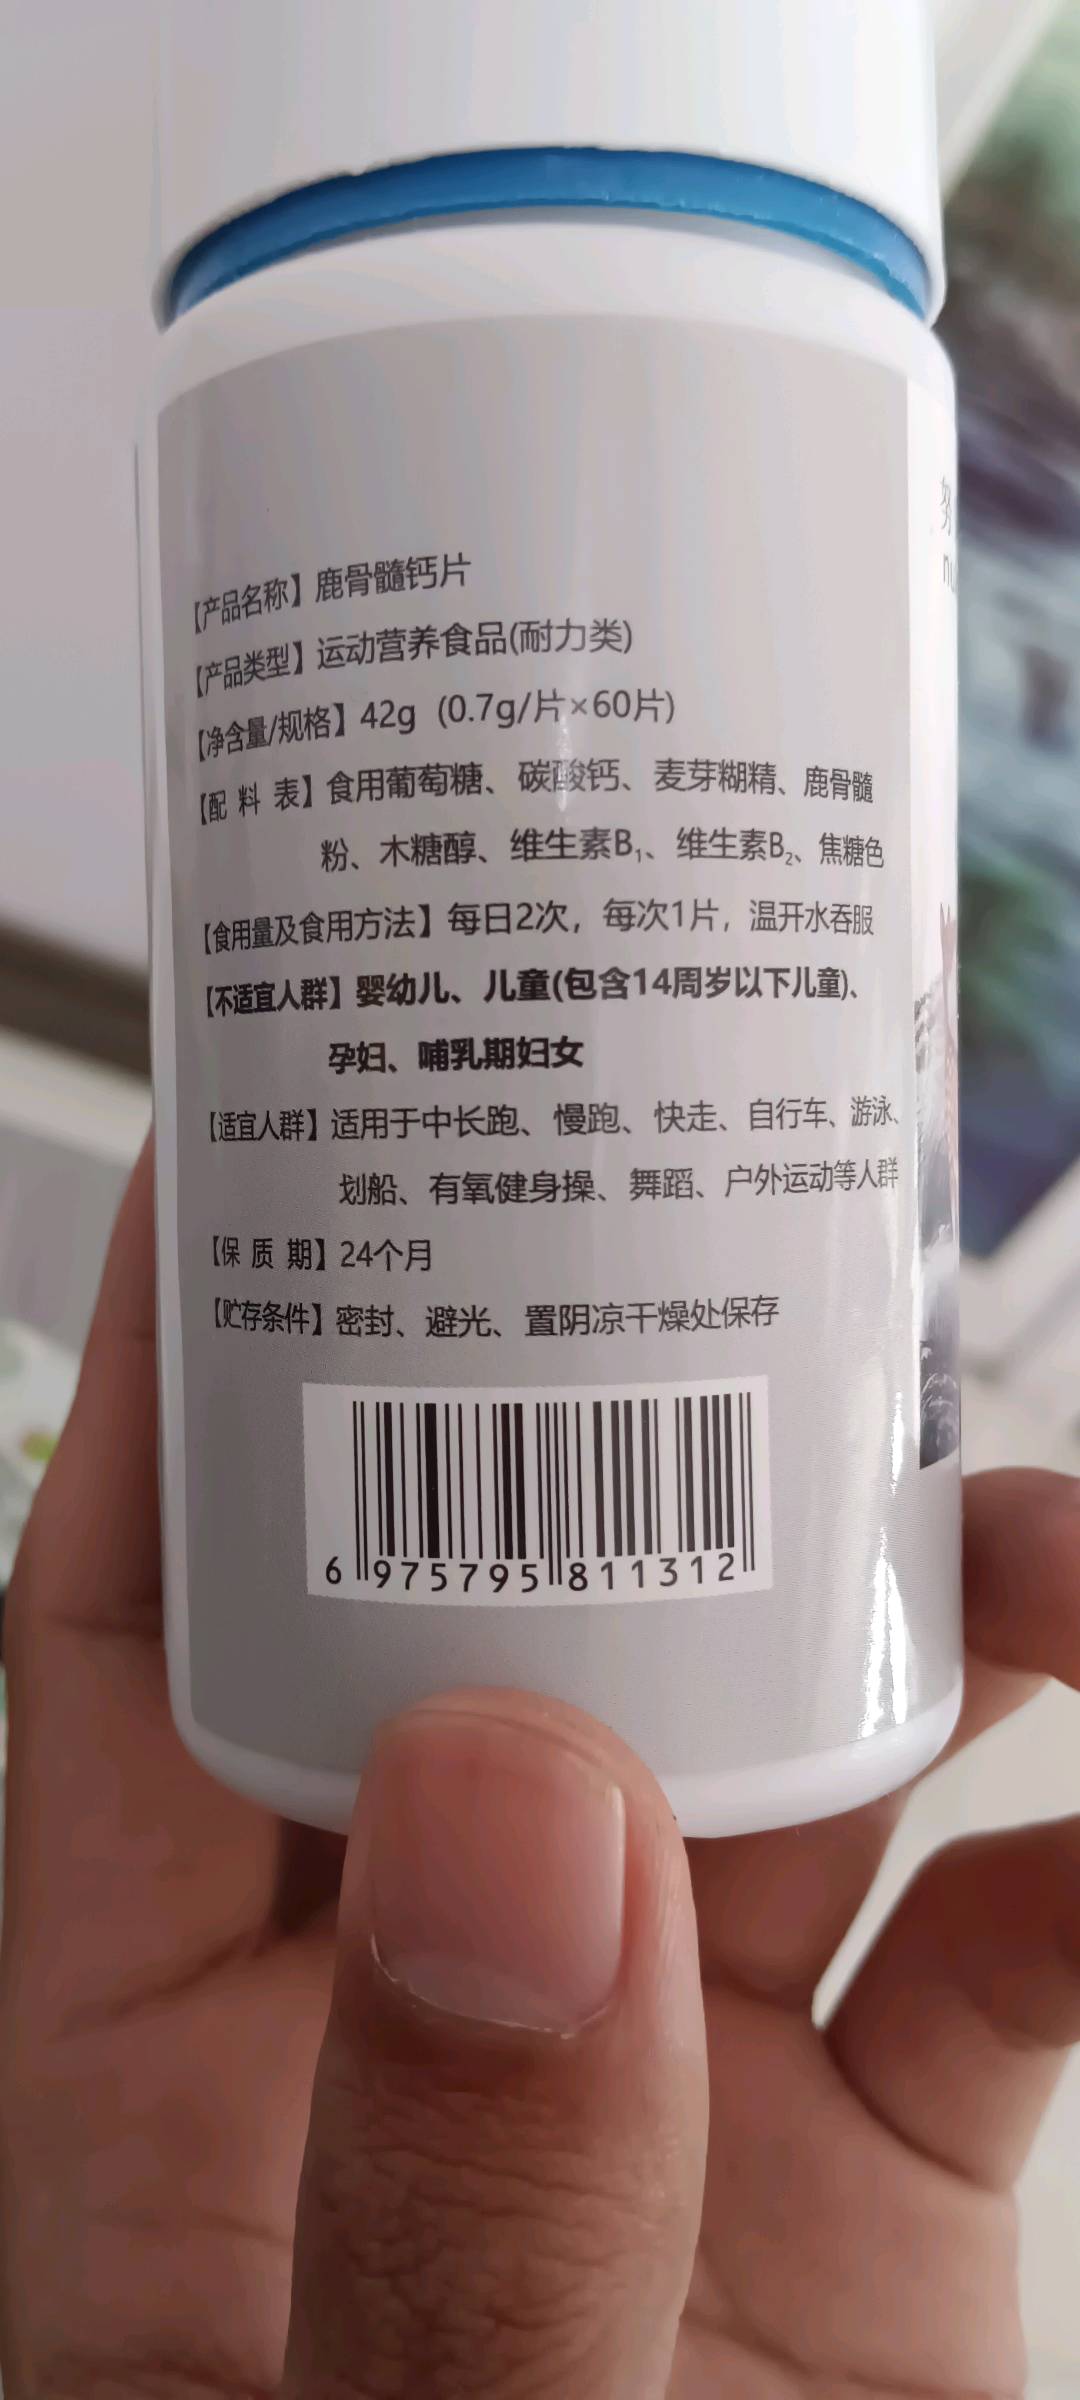 【产品名称】鹿骨髓钙片
【产品类型】运动营养食品(耐力类)
【净含量/规格】42g (0.7g/片×60片)
【配 料 表】食用葡萄糖、碳酸钙、麦芽糊精、鹿骨髓
粉、木糖醇、维生素B₁、维生素B₂、焦糖色
【食用量及食用方法】每日2次，每次1片，温开水吞服
【不适宜人群】婴幼儿、儿童(包含14周岁以下儿童)、
孕妇、哺乳期妇女
【适宜人群】适用于中长跑、慢跑、快走、自行车、游泳、
划船、有氧健身操、舞蹈、户外运动等人群
【保 质 期】24个月
【贮存条件】密封、避光、置阴凉干燥处保存
6 975795 811312